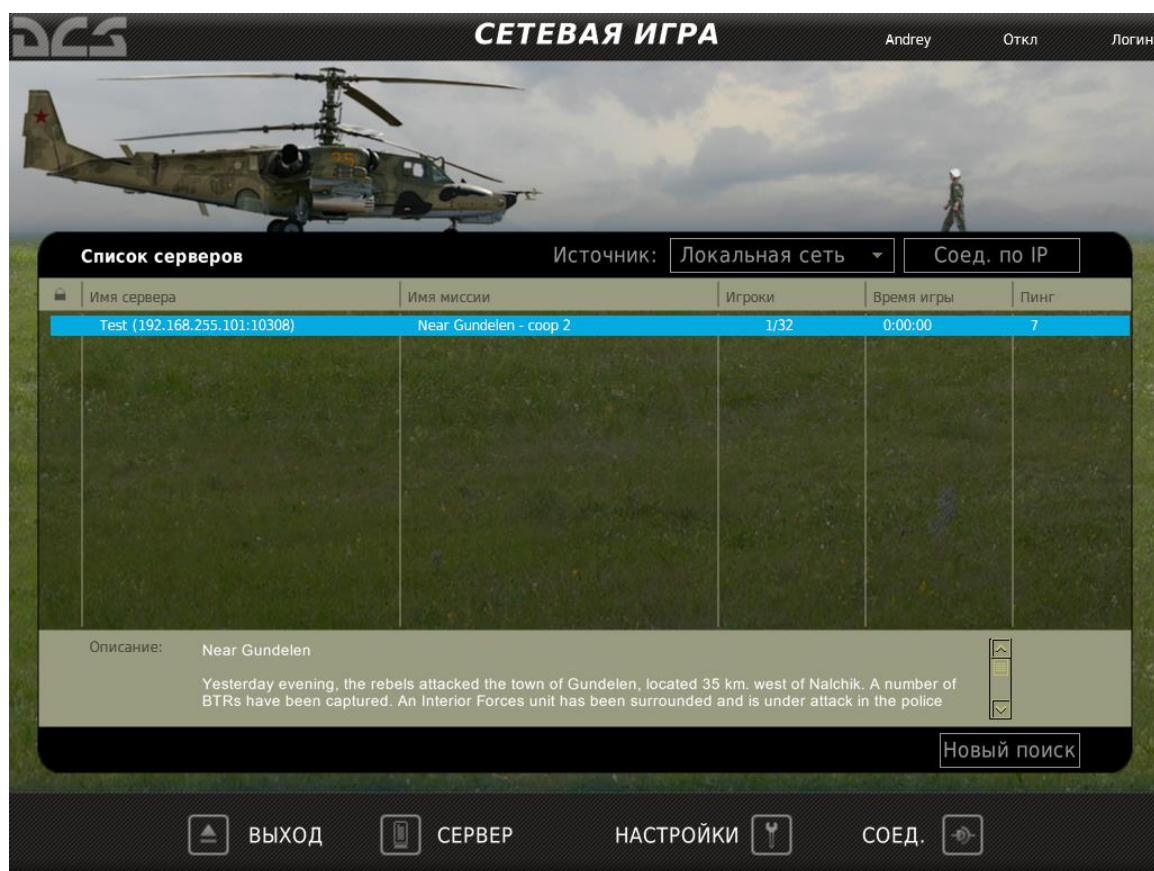 DCS
СЕТЕВАЯ ИГРА
Andrey Откл Логин
25
Список серверов Источник: Локальная сеть Соед. по IP
Имя сервера Имя миссии Игроки Время игры Пинг
Test (192.168.255.101:10308) Near Gundelen - coop 2 1/32 0:00:00 7
Описание: Near Gundelen
Yesterday evening, the rebels attacked the town of Gundelen, located 35 km. west of Nalchik. A number of
BTRs have been captured. An Interior Forces unit has been surrounded and is under attack in the police
Новый поиск
ВЫХОД СЕРВЕР НАСТРОЙКИ СОЕД.